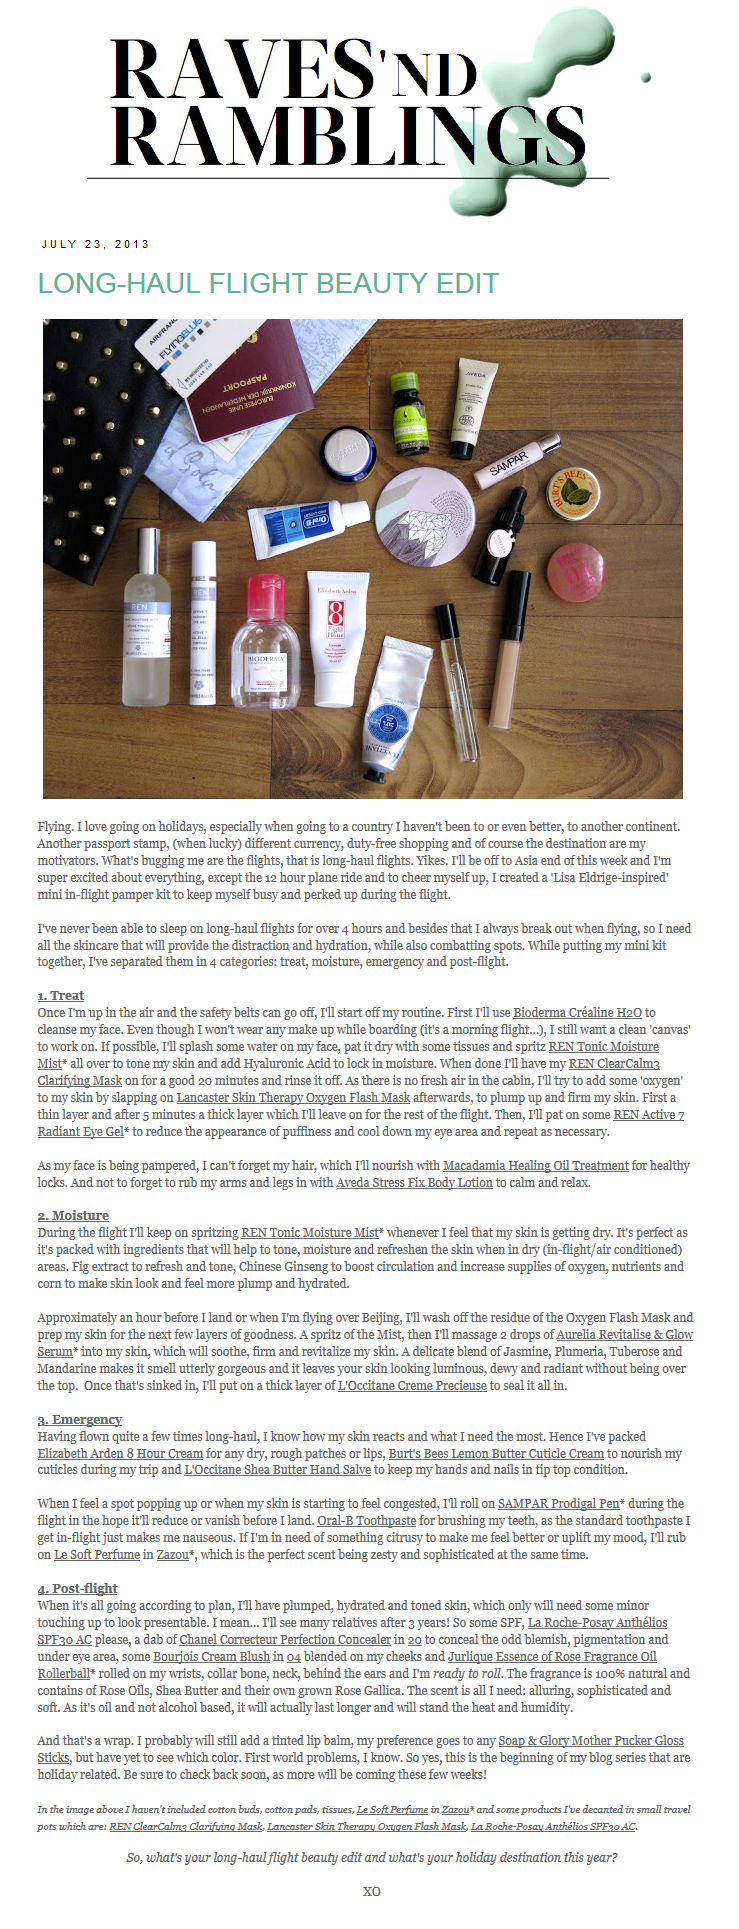 RAVES'ND
RAMBLINGS
JULY 23, 2013
LONG-HAUL FLIGHT BEAUTY EDIT
AIRFRANCE
FLYINGBLUE
PASPOORT
KONINKRIJK DER NEDERLANDEN
EUROPESE UNIE
AVEDA
SAMPAR
BURT'S BEES
Oral-B
REN
REN
BIODERMA
Elizabeth Arden
8
Eight
Hour
Cream
L'OCCITANE
Flying. I love going on holidays, especially when going to a country I haven't been to or even better, to another continent.
Another passport stamp, (when lucky) different currency, duty-free shopping and of course the destination are my
motivators. What's bugging me are the flights, that is long-haul flights. Yikes. I'll be off to Asia end of this week and I'm
super excited about everything, except the 12 hour plane ride and to cheer myself up, I created a 'Lisa Eldrige-inspired'
mini in-flight pamper kit to keep myself busy and perked up during the flight.
I've never been able to sleep on long-haul flights for over 4 hours and besides that I always break out when flying, so I need
all the skincare that will provide the distraction and hydration, while also combatting spots. While putting my mini kit
together, I've separated them in 4 categories: treat, moisture, emergency and post-flight.
1. Treat
Once I'm up in the air and the safety belts can go off, I'll start off my routine. First I'll use Bioderma Créaline H2O to
cleanse my face. Even though I won't wear any make up while boarding (it's a morning flight...), I still want a clean 'canvas'
to work on. If possible, I'll splash some water on my face, pat it dry with some tissues and spritz REN Tonic Moisture
Mist* all over to tone my skin and add Hyaluronic Acid to lock in moisture. When done I'll have my REN ClearCalm3
Clarifying Mask on for a good 20 minutes and rinse it off. As there is no fresh air in the cabin, I'll try to add some 'oxygen'
to my skin by slapping on Lancaster Skin Therapy Oxygen Flash Mask afterwards, to plump up and firm my skin. First a
thin layer and after 5 minutes a thick layer which I'll leave on for the rest of the flight. Then, I'll pat on some REN Active 7
Radiant Eye Gel* to reduce the appearance of puffiness and cool down my eye area and repeat as necessary.
As my face is being pampered, I can't forget my hair, which I'll nourish with Macadamia Healing Oil Treatment for healthy
locks. And not to forget to rub my arms and legs in with Aveda Stress Fix Body Lotion to calm and relax.
2. Moisture
During the flight I'll keep on spritzing REN Tonic Moisture Mist* whenever I feel that my skin is getting dry. It's perfect as
it's packed with ingredients that will help to tone, moisture and refreshen the skin when in dry (in-flight/air conditioned)
areas. Fig extract to refresh and tone, Chinese Ginseng to boost circulation and increase supplies of oxygen, nutrients and
corn to make skin look and feel more plump and hydrated.
Approximately an hour before I land or when I'm flying over Beijing, I'll wash off the residue of the Oxygen Flash Mask and
prep my skin for the next few layers of goodness. A spritz of the Mist, then I'll massage 2 drops of Aurelia Revitalise & Glow
Serum* into my skin, which will soothe, firm and revitalize my skin. A delicate blend of Jasmine, Plumeria, Tuberose and
Mandarine makes it smell utterly gorgeous and it leaves your skin looking luminous, dewy and radiant without being over
the top. Once that's sinked in, I'll put on a thick layer of L'Occitane Creme Precieuse to seal it all in.
3. Emergency
Having flown quite a few times long-haul, I know how my skin reacts and what I need the most. Hence I've packed
Elizabeth Arden 8 Hour Cream for any dry, rough patches or lips, Burt's Bees Lemon Butter Cuticle Cream to nourish my
cuticles during my trip and L'Occitane Shea Butter Hand Salve to keep my hands and nails in tip top condition.
When I feel a spot popping up or when my skin is starting to feel congested, I'll roll on SAMPAR Prodigal Pen* during the
flight in the hope it'll reduce or vanish before I land. Oral-B Toothpaste for brushing my teeth, as the standard toothpaste I
get in-flight just makes me nauseous. If I'm in need of something citrusy to make me feel better or uplift my mood, I'll rub
on Le Soft Perfume in Zazou*, which is the perfect scent being zesty and sophisticated at the same time.
4. Post-flight
When it's all going according to plan, I'll have plumped, hydrated and toned skin, which only will need some minor
touching up to look presentable. I mean... I'll see many relatives after 3 years! So some SPF, La Roche-Posay Anthélios
SPF30 AC please, a dab of Chanel Correcteur Perfection Concealer in 20 to conceal the odd blemish, pigmentation and
under eye area, some Bourjois Cream Blush in 04 blended on my cheeks and Jurlique Essence of Rose Fragrance Oil
Rollerball* rolled on my wrists, collar bone, neck, behind the ears and I'm ready to roll. The fragrance is 100% natural and
contains of Rose Oils, Shea Butter and their own grown Rose Gallica. The scent is all I need: alluring, sophisticated and
soft. As it's oil and not alcohol based, it will actually last longer and will stand the heat and humidity.
And that's a wrap. I probably will still add a tinted lip balm, my preference goes to any Soap & Glory Mother Pucker Gloss
Sticks, but have yet to see which color. First world problems, I know. So yes, this is the beginning of my blog series that are
holiday related. Be sure to check back soon, as more will be coming these few weeks!
In the image above I haven't included cotton buds, cotton pads, tissues, Le Soft Perfume in Zazou* and some products I've decanted in small travel
pots which are: REN ClearCalm3 Clarifying Mask, Lancaster Skin Therapy Oxygen Flash Mask, La Roche-Posay Anthélios SPF30 AC.
So, what's your long-haul flight beauty edit and what's your holiday destination this year?
XO